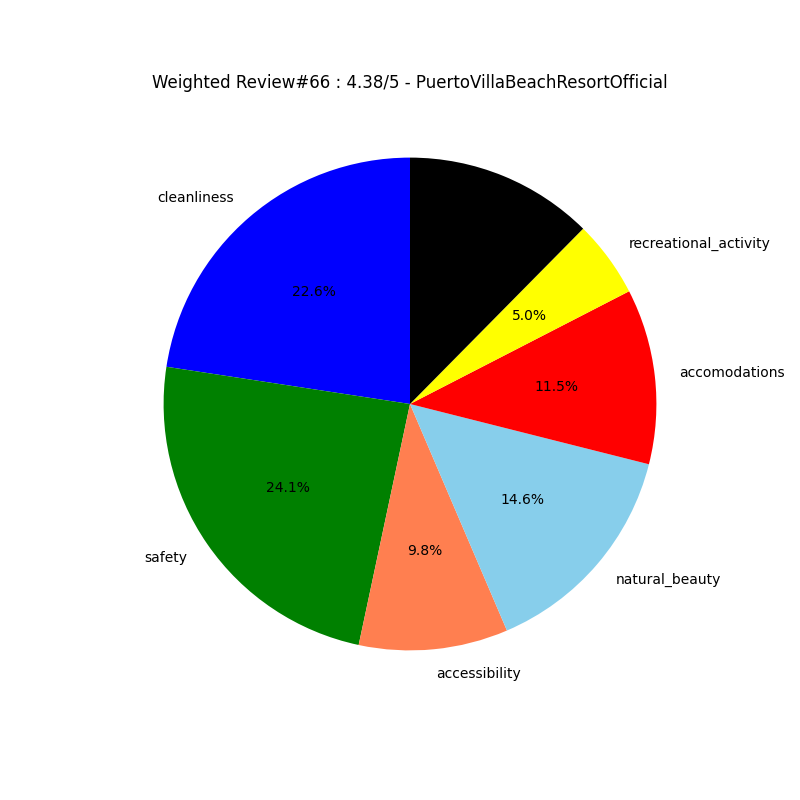 Weighted Review#66 : 4.38/5 - PuertoVillaBeachResortOfficial
cleanliness
recreational_activity
22.6%
5.0%
accomodations
11.5%
24.1%
14.6%
safety
9.8%
natural_beauty
accessibility